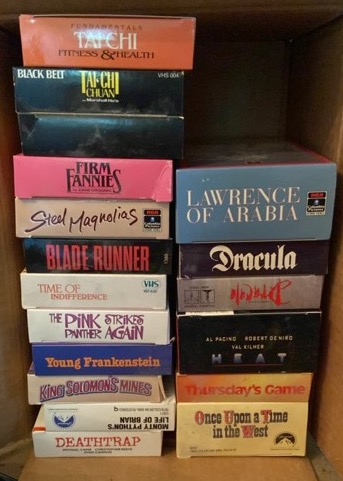 FUNDAMENTALS
TAI CHI
FITNESS & HEALTH
BLACK BELT
TAI CHI
CHUAN
VHS 004
FIRM
FANNIES
Steel Magnolias
RCA
BLADE RUNNER
TIME OF
INDIFFERENCE
VHS
THE PINK STRIKES
PANTHER AGAIN
Young Frankenstein
KING SOLOMON'S MINES
MONTY PYTHON'S
LIFE OF BRIAN
DEATHTRAP
LAWRENCE
OF ARABIA
RCA
Dracula
AL PACINO ROBERT DE NIRO
VAL KILMER
HEAT
Thursday's Game
Once Upon a Time
in the West